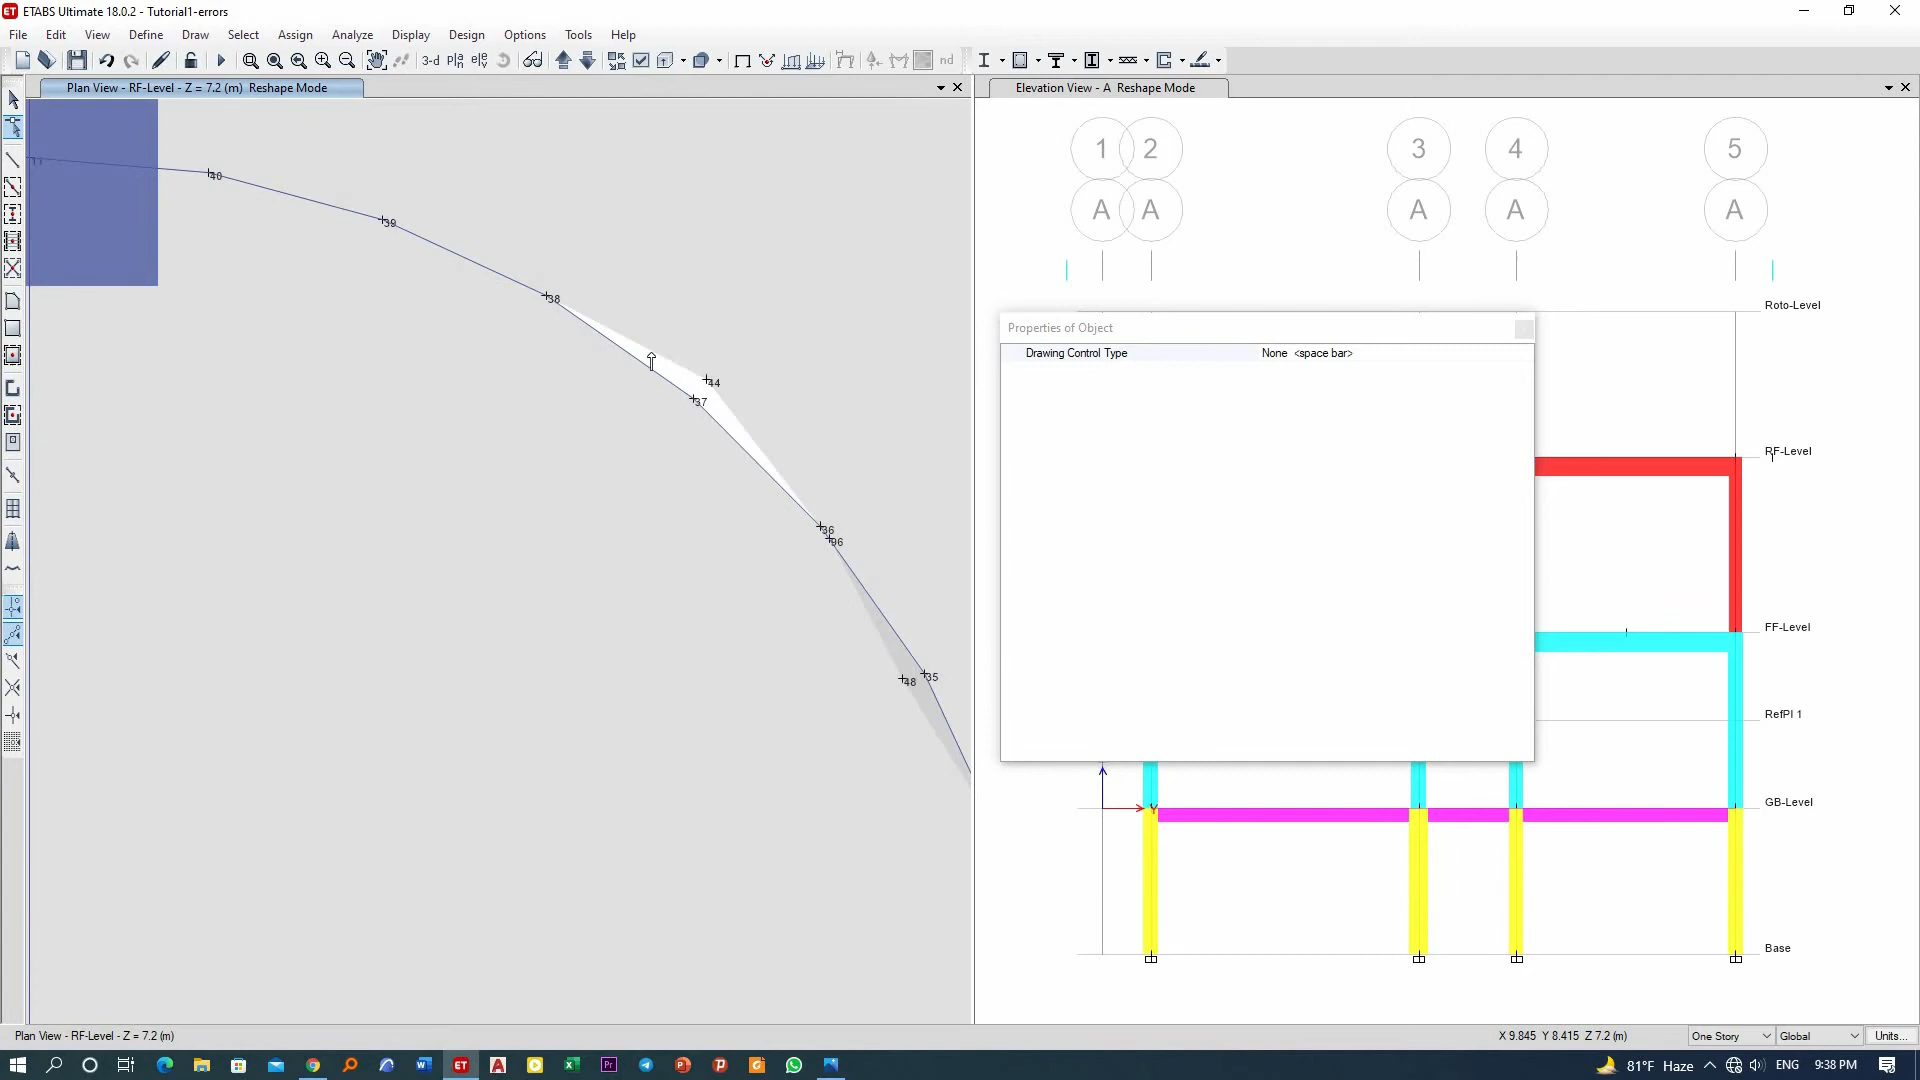 ETABS Ultimate 18.0.2 - Tutorial1-errors
File Edit View Define Draw Select Assign Analyze Display Design Options Tools Help
3-d nd
Plan View - RF-Level - Z = 7.2 (m) Reshape Mode
Elevation View - A Reshape Mode
40
39
38
44
37
36
96
48
35
1 2 3 4 5
A A A A A
Roto-Level
Properties of Object
Drawing Control Type None <space bar>
RF-Level
FF-Level
RefPl 1
GB-Level
Y
Base
Plan View - RF-Level - Z = 7.2 (m)
X 9.845 Y 8.415 Z 7.2 (m)
One Story
Global
Units...
81°F Haze
ENG
9:38 PM